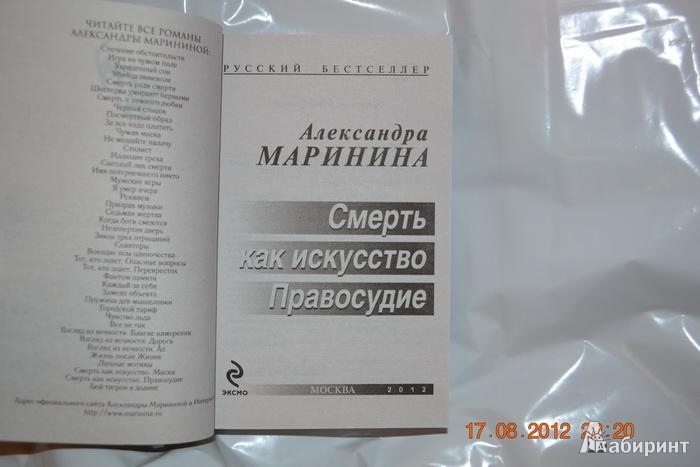 ЧИТАЙТЕ ВСЕ РОМАНЫ
АЛЕКСАНДРЫ МАРИНИНОЙ:
Стечение обстоятельств
Игра на чужом поле
Украденный сон
Убийца поневоле
Смерть ради смерти
Шестерки умирают первыми
Смерть и немного любви
Черный список
Посмертный образ
За все надо платить
Чужая маска
Не мешайте палачу
Стилист
Иллюзия греха
Светлый лик смерти
Имя потерпевшего никто
Мужские игры
Я умер вчера
Реквием
Призрак музыки
Седьмая жертва
Когда боги смеются
Незапертая дверь
Закон трех отрицаний
Соавторы
Воющие псы одиночества
Тот, кто знает. Опасные вопросы
Тот, кто знает. Перекресток
Фантом памяти
Каждый за себя
Замена объекта
Пружина для мышеловки
Городской тариф
Чувство льда
Все не так
Взгляд из вечности. Благие намерения
Взгляд из вечности. Дорога
Взгляд из вечности. Ад
Жизнь после Жизни
Личные мотивы
Смерть как искусство. Маски
Смерть как искусство. Правосудие
Бой тигров в долине
Адрес официального сайта Александры Марининой в Интернете
http://www.marinina.ru
РУССКИЙ БЕСТСЕЛЛЕР
Александра
МАРИНИНА
Смерть
как искусство
Правосудие
ЭКСМО
МОСКВА 2012
17.08.2012
Лабиринт